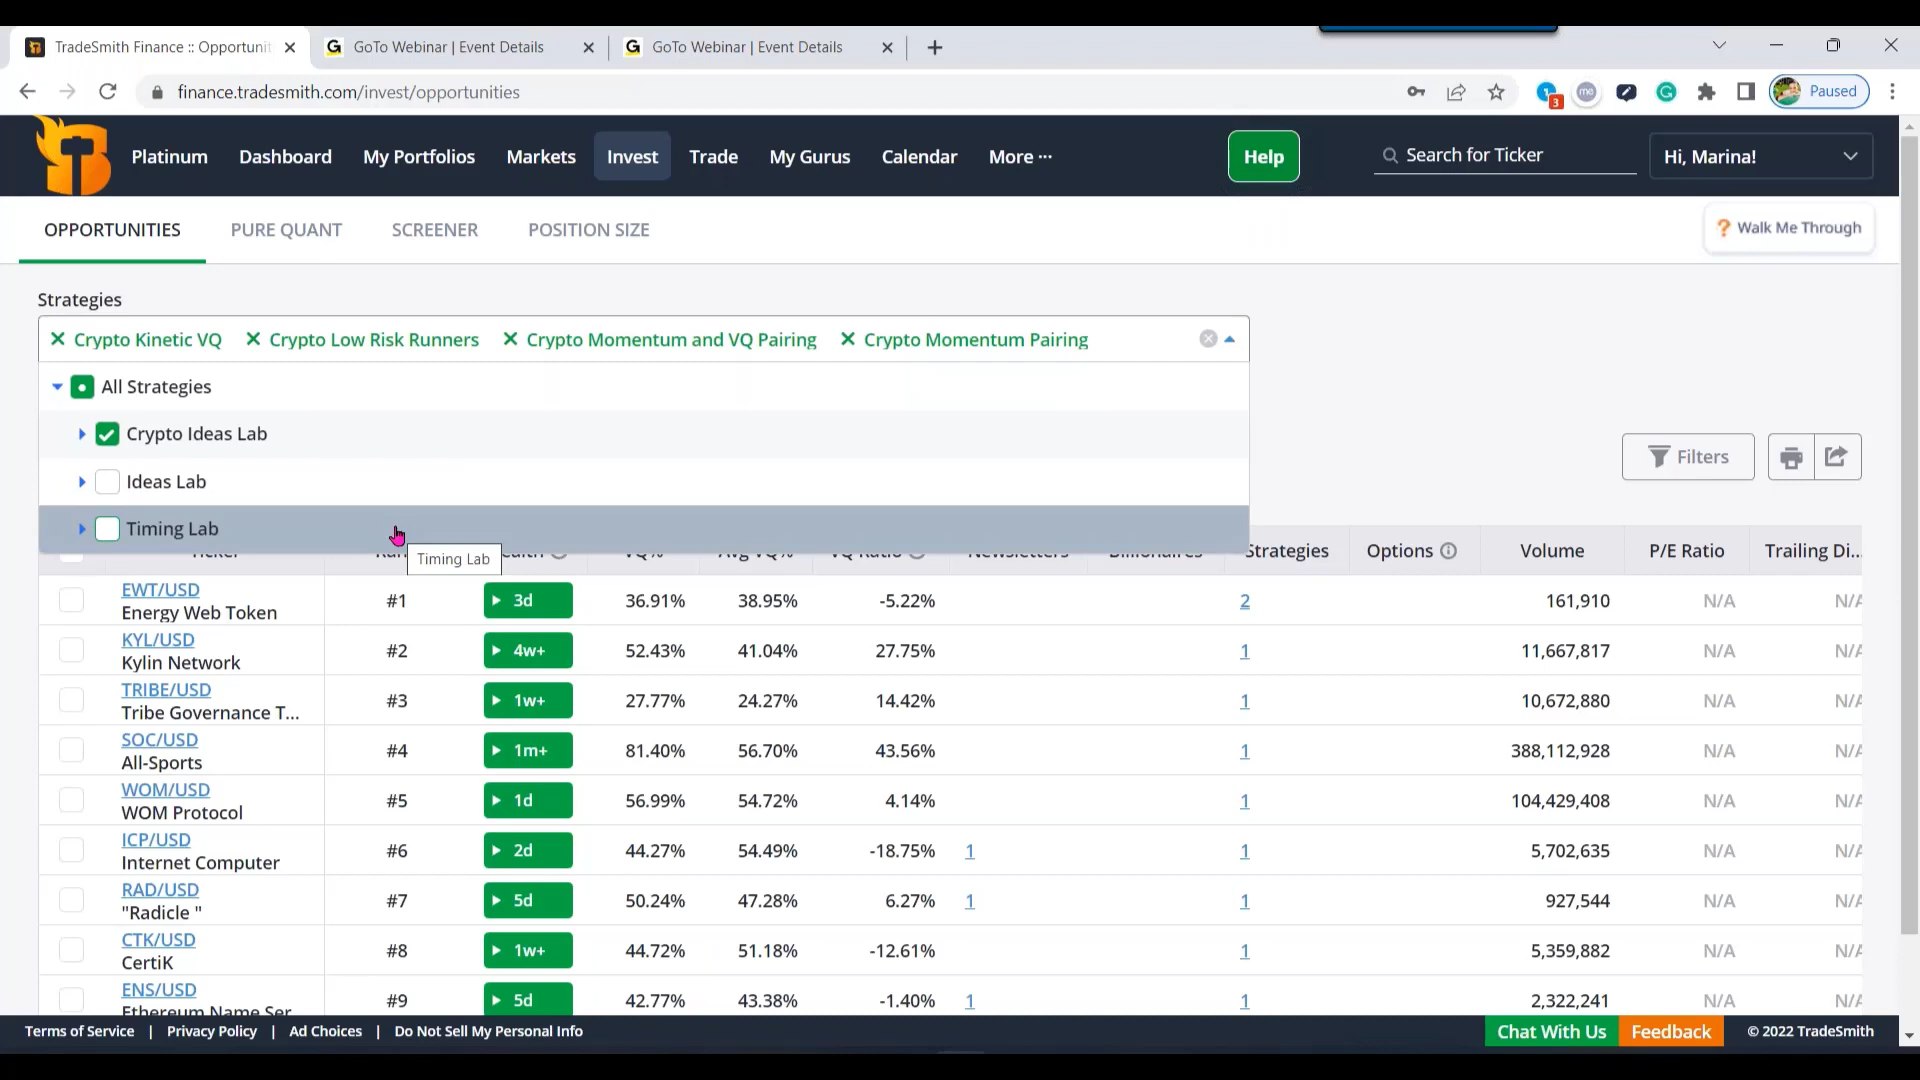 TradeSmith Finance :: Opportunit
GoTo Webinar | Event Details
GoTo Webinar | Event Details
finance.tradesmith.com/invest/opportunities
3
Paused
Platinum Dashboard My Portfolios Markets Invest Trade My Gurus Calendar More ···
Help
Search for Ticker
Hi, Marina!
OPPORTUNITIES PURE QUANT SCREENER POSITION SIZE
? Walk Me Through
Strategies
Crypto Kinetic VQ Crypto Low Risk Runners Crypto Momentum and VQ Pairing Crypto Momentum Pairing
All Strategies
Crypto Ideas Lab
Ideas Lab
Timing Lab
Filters
Timing Lab
Ticker VQ% Avg VQ% VQ Ratio Newsletters Billionaires Strategies Options Volume P/E Ratio Trailing Di...
EWT/USD
Energy Web Token #1 3d 36.91% 38.95% -5.22% 2 161,910 N/A N/A
KYL/USD
Kylin Network #2 4w+ 52.43% 41.04% 27.75% 1 11,667,817 N/A N/A
TRIBE/USD
Tribe Governance T... #3 1w+ 27.77% 24.27% 14.42% 1 10,672,880 N/A N/A
SOC/USD
All-Sports #4 1m+ 81.40% 56.70% 43.56% 1 388,112,928 N/A N/A
WOM/USD
WOM Protocol #5 1d 56.99% 54.72% 4.14% 1 104,429,408 N/A N/A
ICP/USD
Internet Computer #6 2d 44.27% 54.49% -18.75% 1 1 5,702,635 N/A N/A
RAD/USD
"Radicle " #7 5d 50.24% 47.28% 6.27% 1 1 927,544 N/A N/A
CTK/USD
CertiK #8 1w+ 44.72% 51.18% -12.61% 1 5,359,882 N/A N/A
ENS/USD
Ethereum Name Ser #9 5d 42.77% 43.38% -1.40% 1 1 2,322,241 N/A N/A
Terms of Service | Privacy Policy | Ad Choices | Do Not Sell My Personal Info
Chat With Us
Feedback
© 2022 TradeSmith